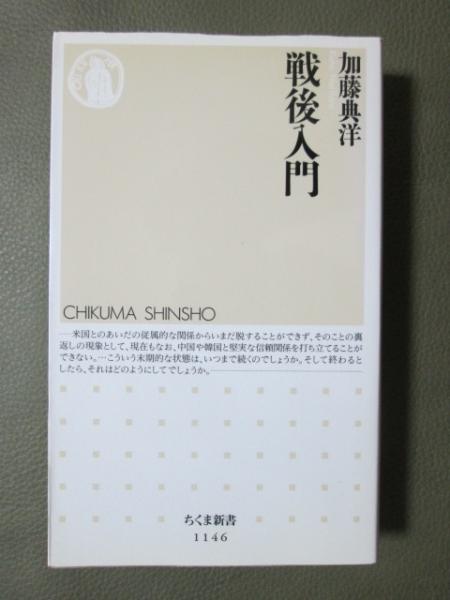 加藤典洋
戦後入門
CHIKUMA SHINSHO
―米国とのあいだの従属的な関係からいまだ脱することができず、そのことの裏
返しの現象として、現在もなお、中国や韓国と堅実な信頼関係を打ち立てることが
できない。…こういう末期的な状態は、いつまで続くのでしょうか。そして終わると
したら、それはどのようにしてでしょうか。―
ちくま新書
1146